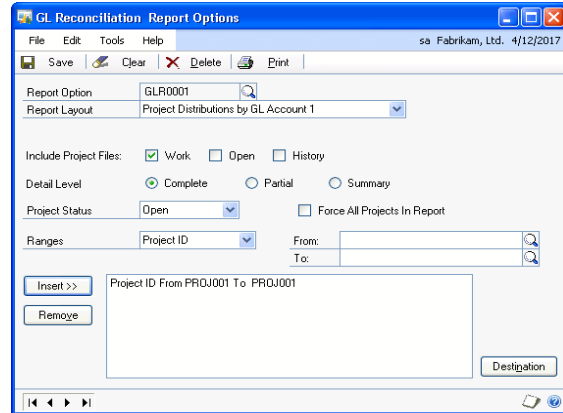 GL Reconciliation Report Options
File Edit Tools Help sa Fabrikam, Ltd. 4/12/2017
Save Clear Delete Print
Report Option GLR0001
Report Layout Project Distributions by GL Account 1
Include Project Files: Work Open History
Detail Level Complete Partial Summary
Project Status Open Force All Projects In Report
Ranges Project ID From:
To:
Insert >> Project ID From PROJ001 To PROJ001
Remove
Destination